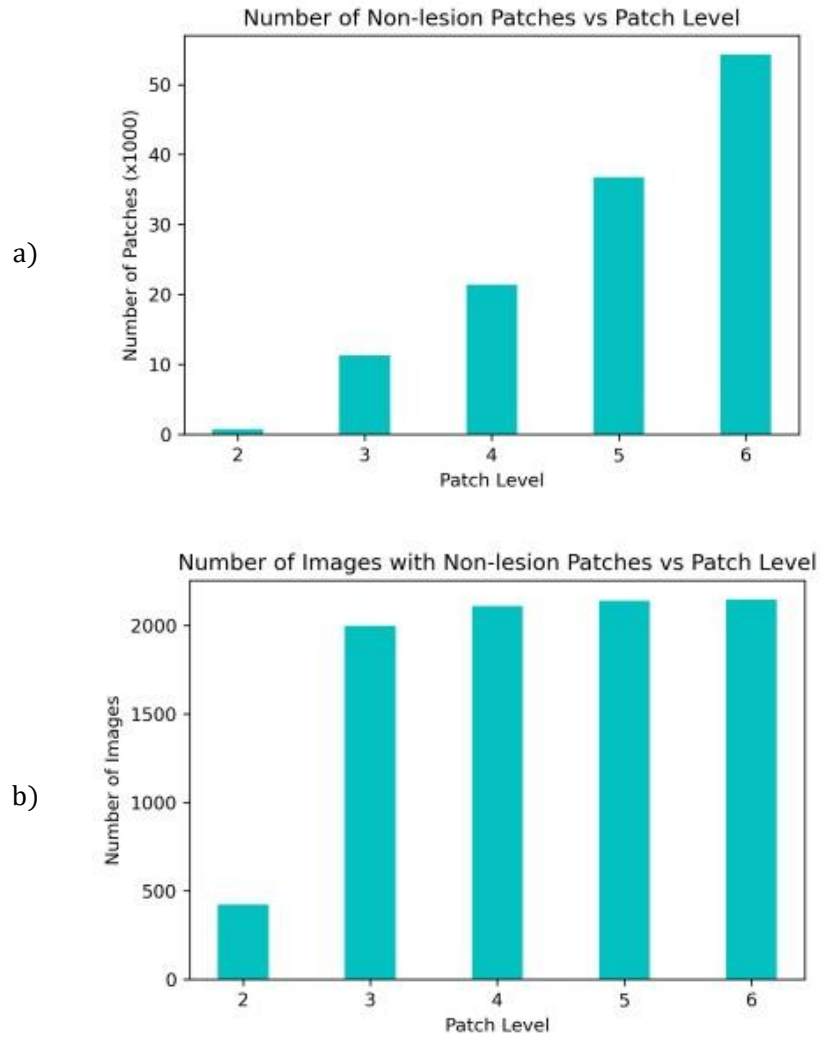 Number of Non-lesion Patches vs Patch Level
a)
Number of Patches (x1000)
50
40
30
20
10
0
2 3 4 5 6
Patch Level
Number of Images with Non-lesion Patches vs Patch Level
b)
Number of Images
2000
1500
1000
500
0
2 3 4 5 6
Patch Level